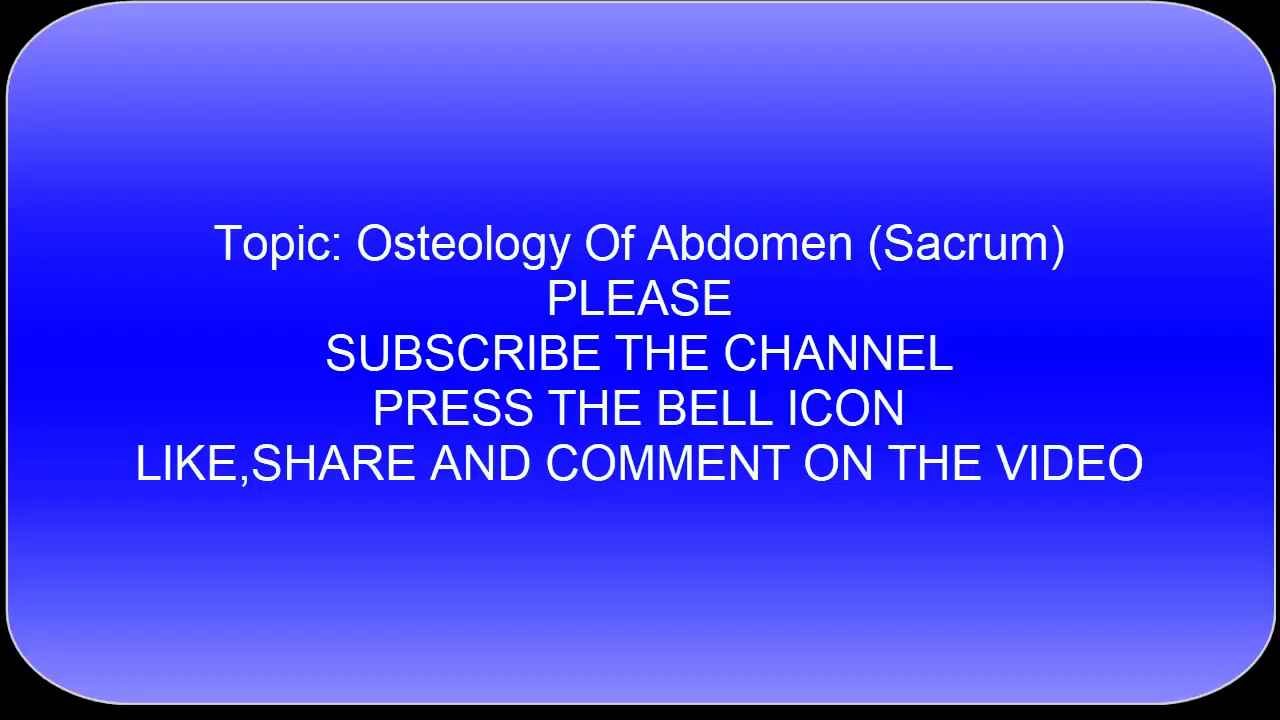 Topic: Osteology Of Abdomen (Sacrum)
PLEASE
SUBSCRIBE THE CHANNEL
PRESS THE BELL ICON
LIKE,SHARE AND COMMENT ON THE VIDEO